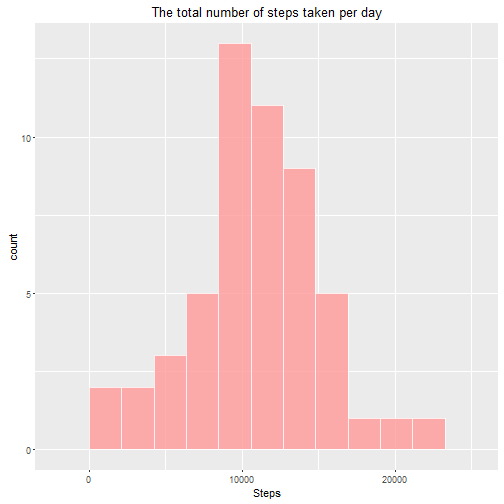 The total number of steps taken per day
count
10
5
0
0
10000
20000
Steps